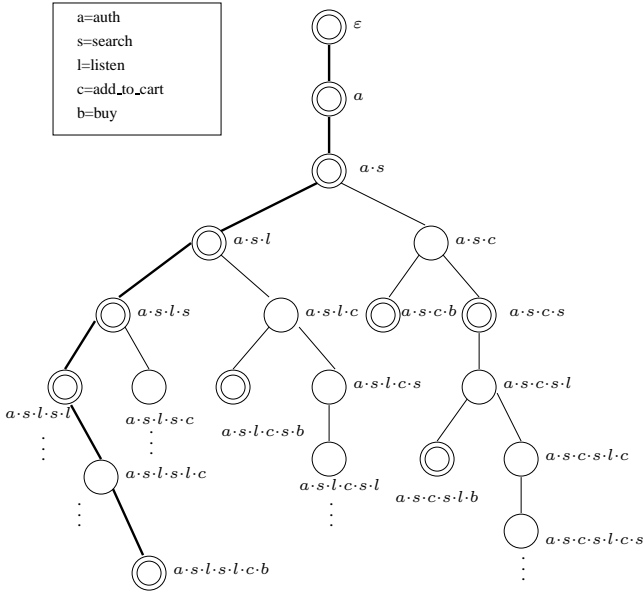 a=auth
s=search
l=listen
c=add_to_cart
b=buy
ε
a
a·s
a·s·l
a·s·c
a·s·l·s
a·s·l·c
a·s·c·b
a·s·c·s
a·s·l·s·l
a·s·l·s·c
a·s·l·c·s·b
a·s·l·c·s
a·s·c·s·l
a·s·l·s·l·c
a·s·l·c·s·l
a·s·c·s·l·b
a·s·c·s·l·c
a·s·c·s·l·c·s
a·s·l·s·l·c·b